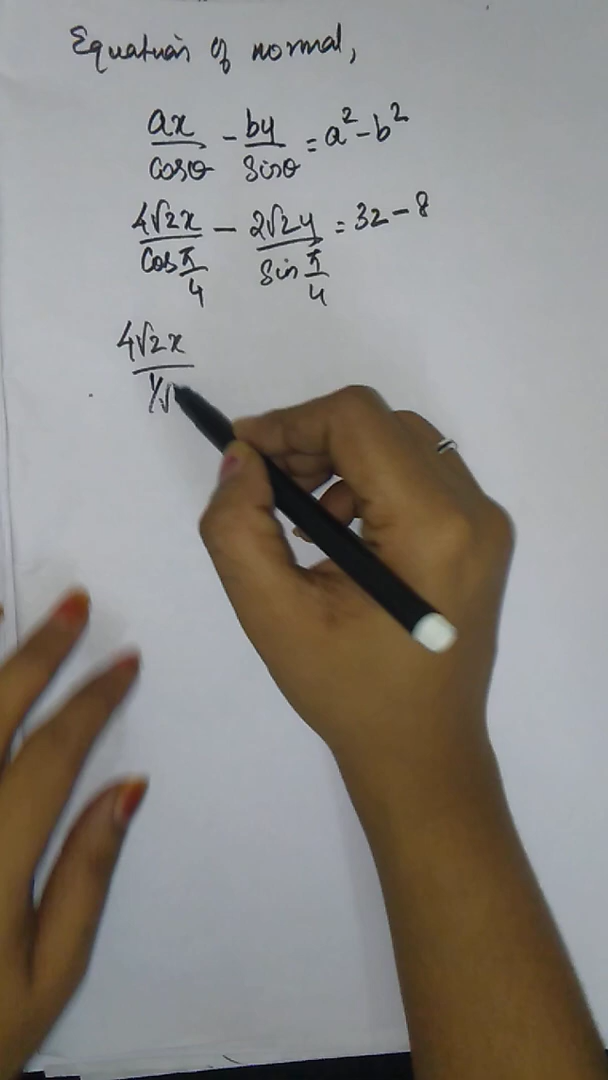 Equation of normal,
ax/cosθ - by/sinθ = a² - b²
4√2x/cos π/4 - 2√2y/sin π/4 = 32 - 8
4√2x/1/√